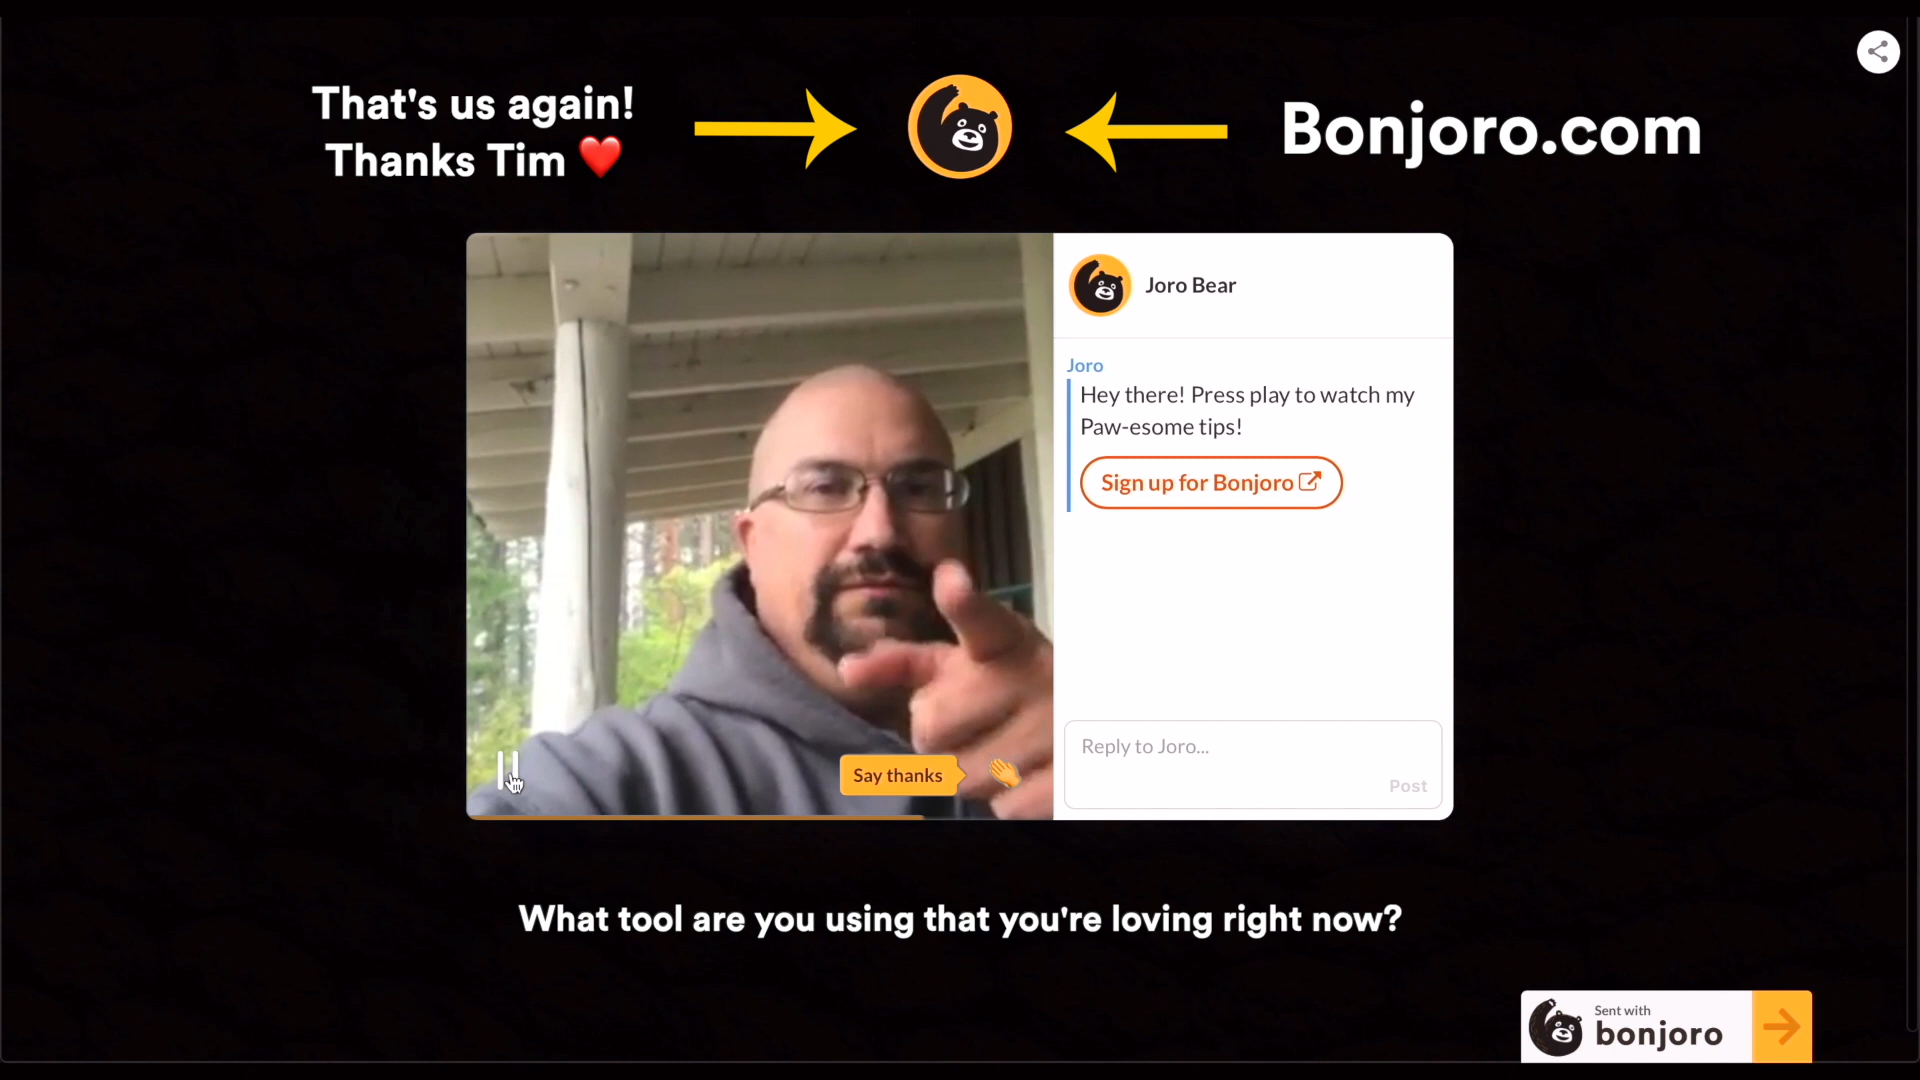 That's us again!
Thanks Tim ❤️
Bonjoro.com
Joro Bear
Joro
Hey there! Press play to watch my
Paw-esome tips!
Sign up for Bonjoro
Say thanks
Reply to Joro...
Post
What tool are you using that you're loving right now?
Sent with
bonjoro